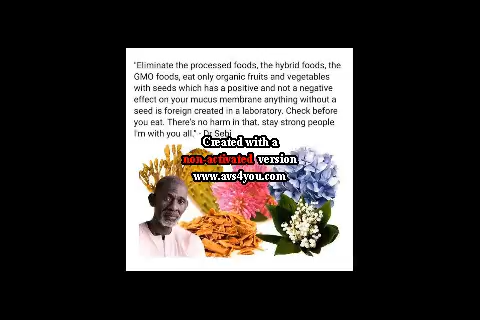 "Eliminate the processed foods, the hybrid foods, the
GMO foods, eat only organic fruits and vegetables
with seeds which has a positive and not a negative
effect on your mucus membrane anything without a
seed is foreign created in a laboratory. Check before
you eat. There's no harm in that, stay strong people
I'm with you all." - Dr Sebi
Created with a
non-activated version
www.avs4you.com